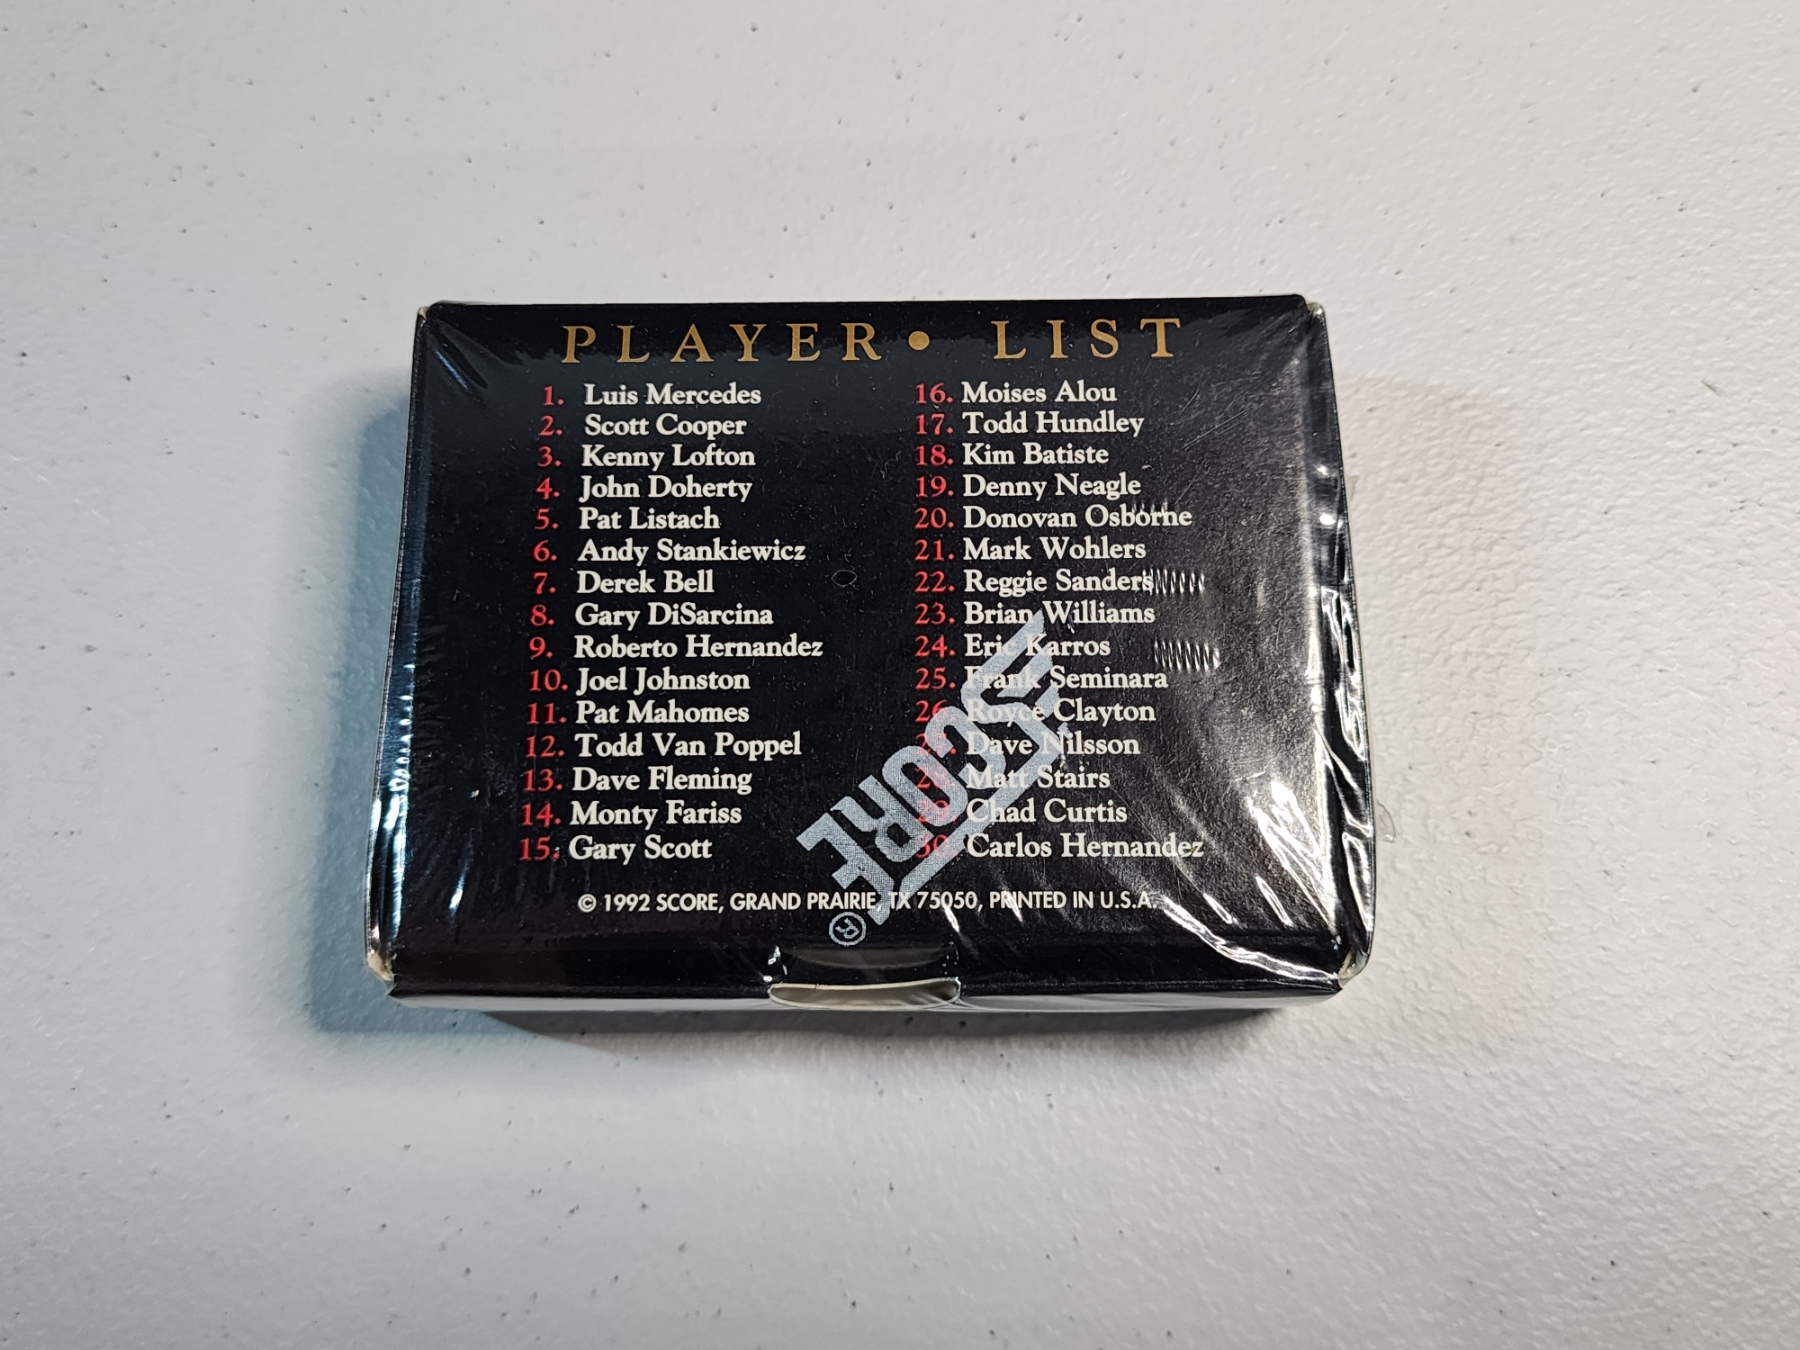 PLAYER • LIST
1. Luis Mercedes
2. Scott Cooper
3. Kenny Lofton
4. John Doherty
5. Pat Listach
6. Andy Stankiewicz
7. Derek Bell
8. Gary DiSarcina
9. Roberto Hernandez
10. Joel Johnston
11. Pat Mahomes
12. Todd Van Poppel
13. Dave Fleming
14. Monty Fariss
15. Gary Scott
16. Moises Alou
17. Todd Hundley
18. Kim Batiste
19. Denny Neagle
20. Donovan Osborne
21. Mark Wohlers
22. Reggie Sanders
23. Brian Williams
24. Eric Karros
25. Frank Seminara
26. Royce Clayton
27. Dave Nilsson
28. Matt Stairs
29. Chad Curtis
30. Carlos Hernandez
SCORE®
© 1992 SCORE, GRAND PRAIRIE, TX 75050, PRINTED IN U.S.A.